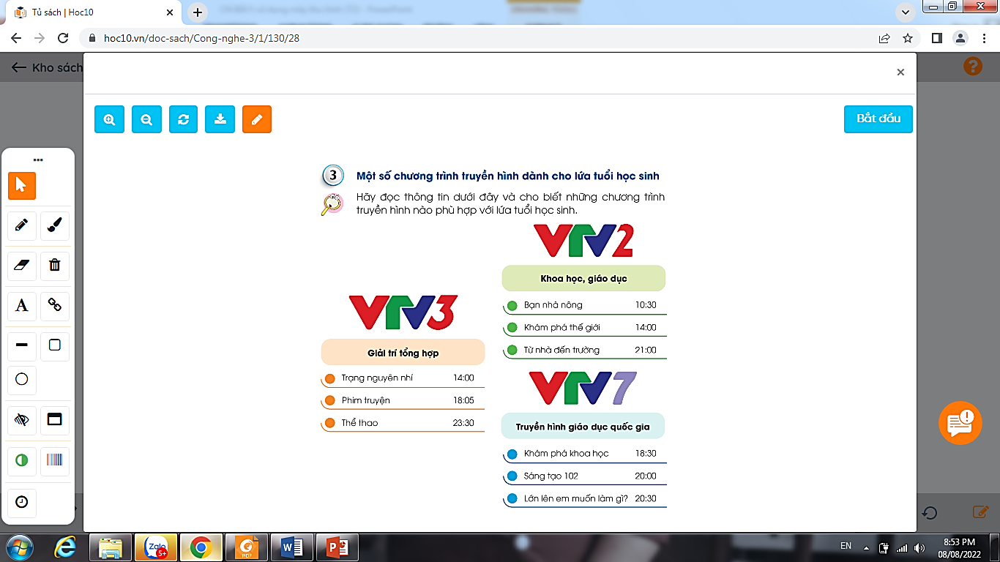 Tủ sách | Hoc10
hoc10.vn/doc-sach/Cong-nghe-3/1/130/28
Kho sách
Bắt đầu
3 Một số chương trình truyền hình dành cho lứa tuổi học sinh
Hãy đọc thông tin dưới đây và cho biết những chương trình
truyền hình nào phù hợp với lứa tuổi học sinh.
VTV3
Giải trí tổng hợp
Trạng nguyên nhí 14:00
Phim truyện 18:05
Thể thao 23:30
VTV2
Khoa học, giáo dục
Bạn nhà nông 10:30
Khám phá thế giới 14:00
Từ nhà đến trường 21:00
VTV7
Truyền hình giáo dục quốc gia
Khám phá khoa học 18:30
Sáng tạo 102 20:00
Lớn lên em muốn làm gì? 20:30
A
Zalo
5+
PDF
EN
8:53 PM
08/08/2022